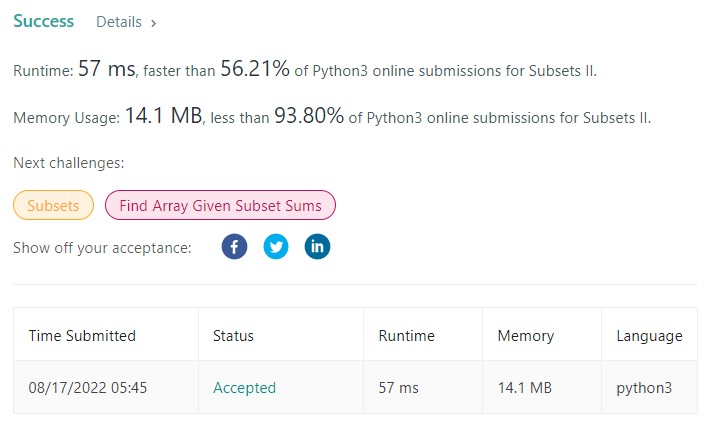 Success Details >
Runtime: 57 ms, faster than 56.21% of Python3 online submissions for Subsets II.
Memory Usage: 14.1 MB, less than 93.80% of Python3 online submissions for Subsets II.
Next challenges:
Subsets Find Array Given Subset Sums
Show off your acceptance: f in
Time Submitted Status Runtime Memory Language
08/17/2022 05:45 Accepted 57 ms 14.1 MB python3